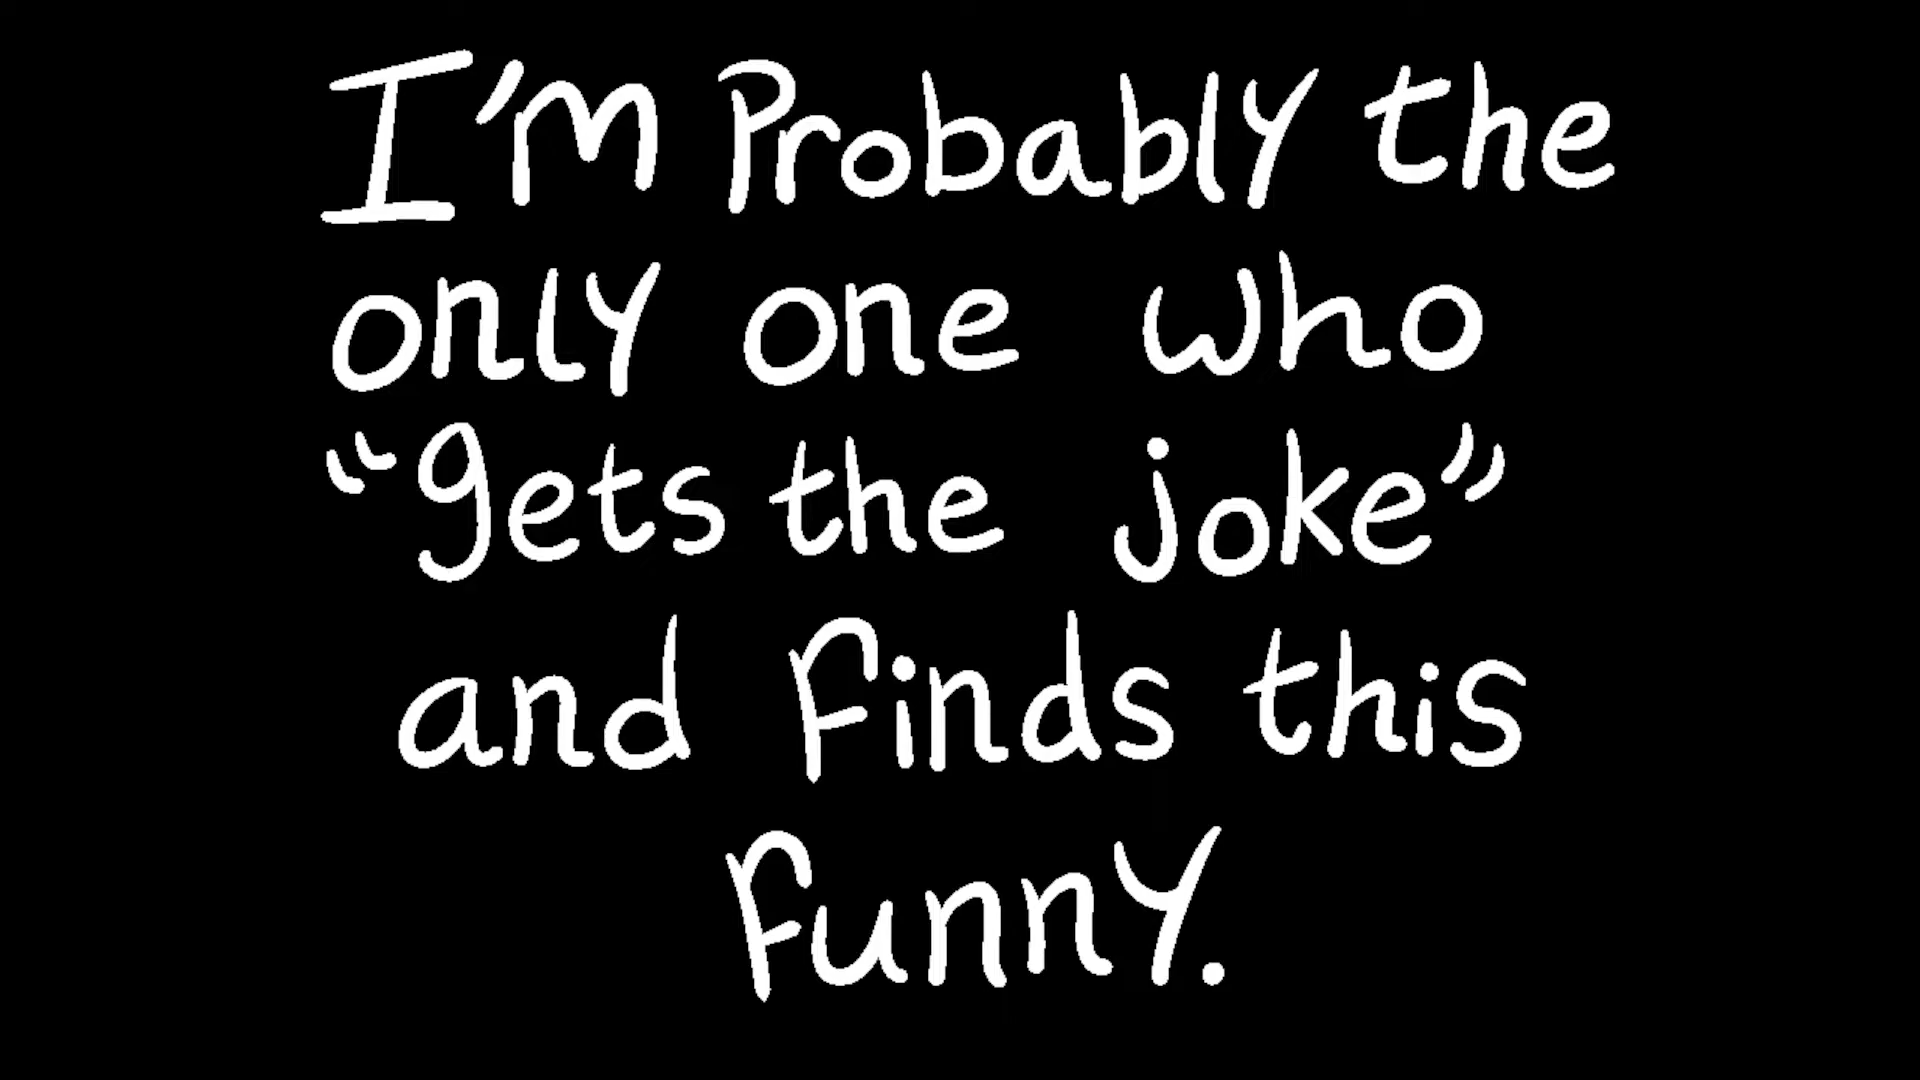 I'm Probably the
only one who
"gets the joke"
and finds this
funny.